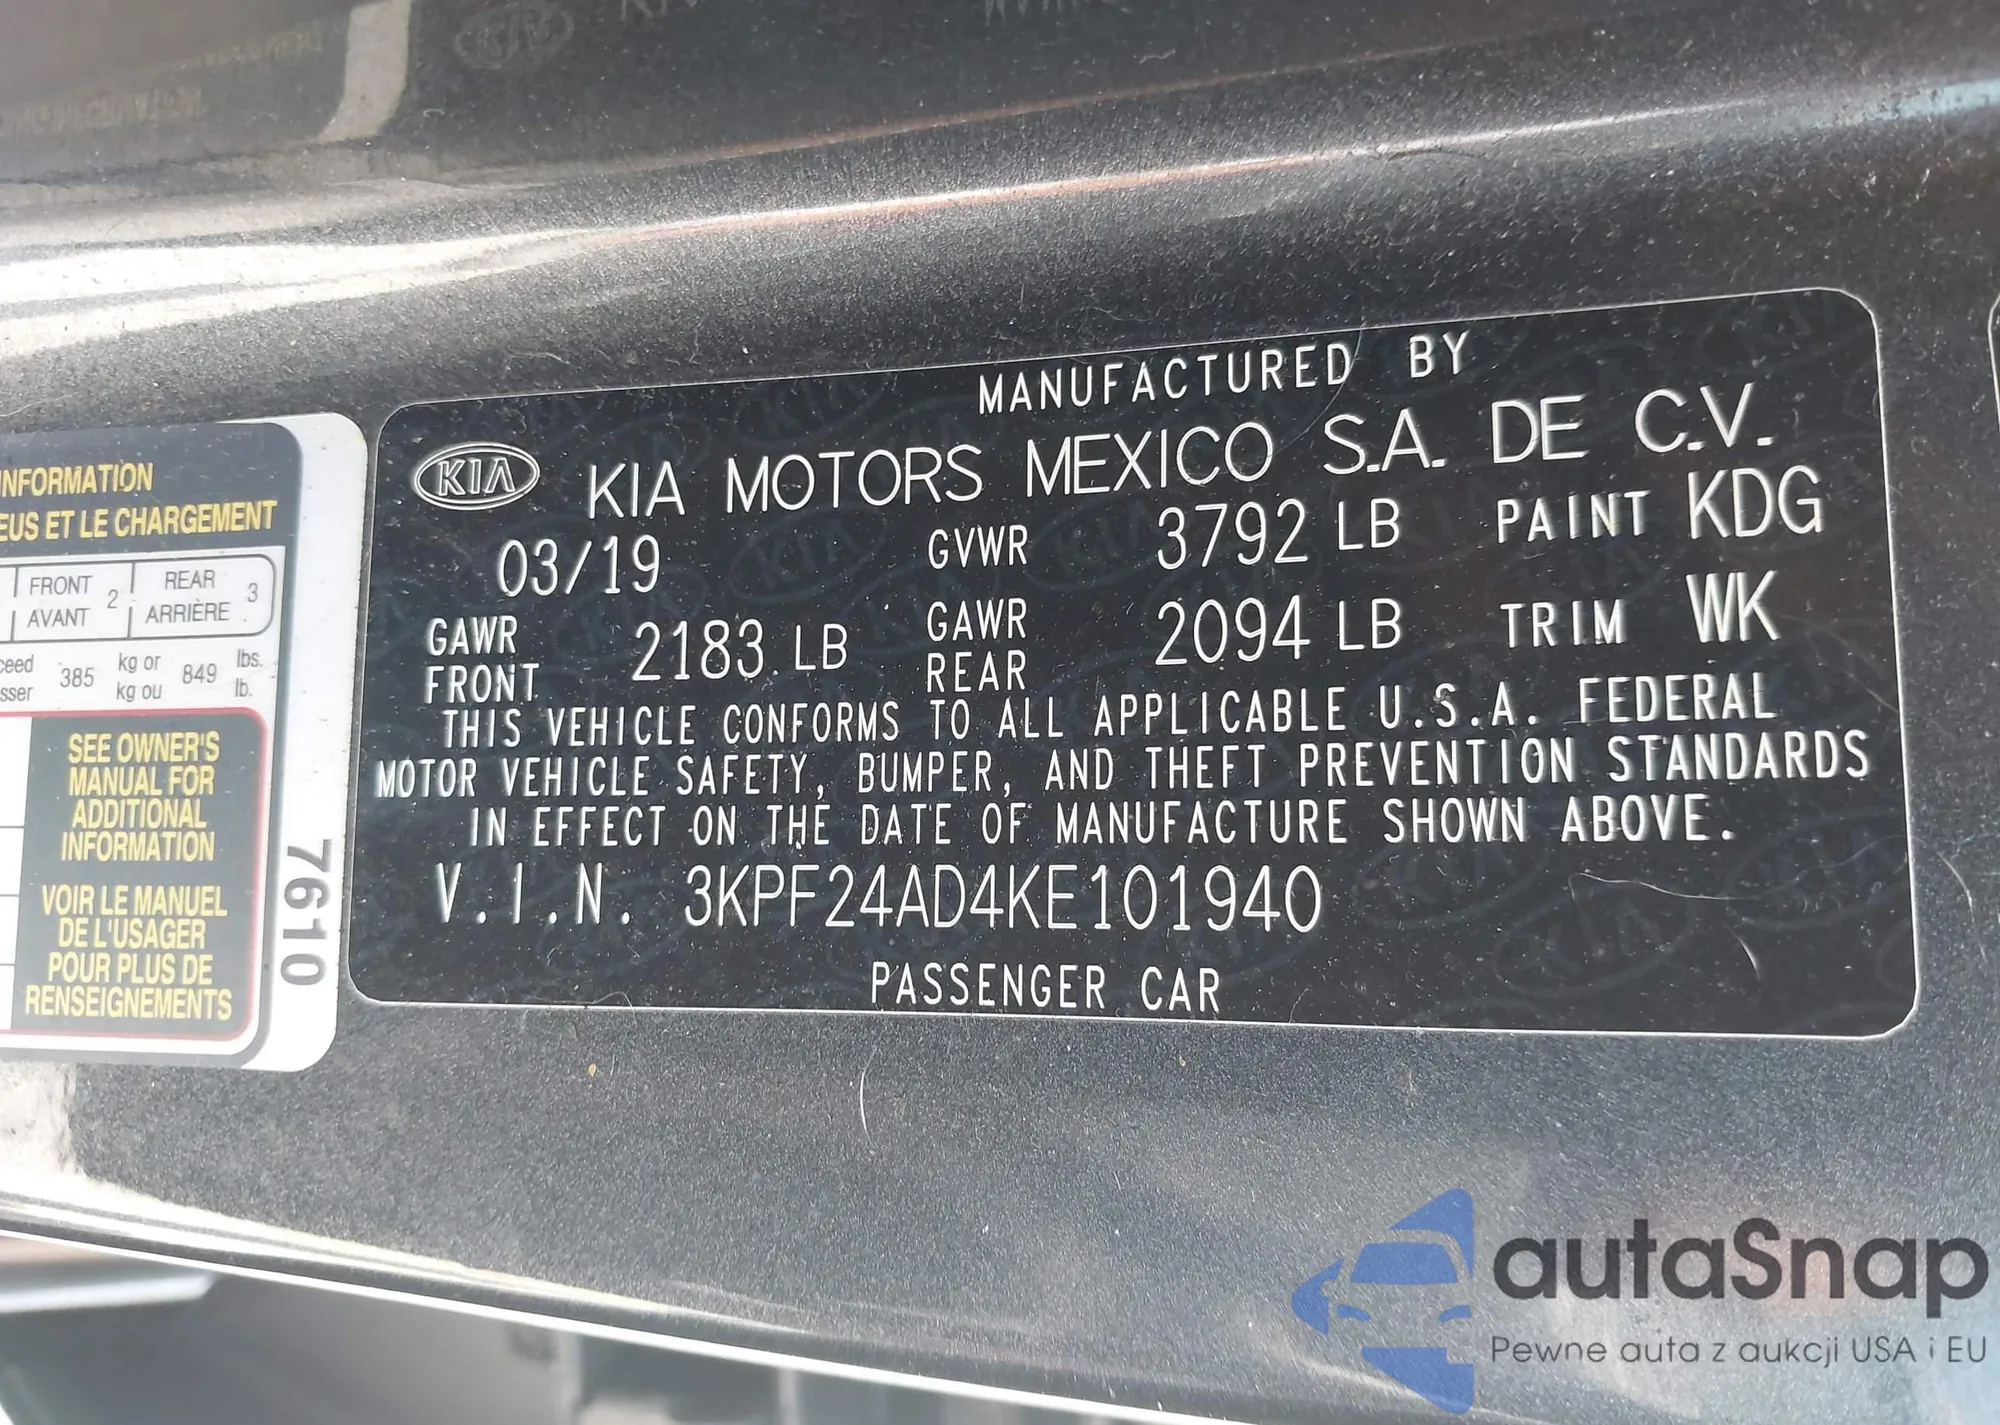 INFORMATION
EUS ET LE CHARGEMENT
FRONT 2 REAR 3
AVANT ARRIÈRE
ceed 385 kg or 849 lbs.
sser kg ou lb.
SEE OWNER'S
MANUAL FOR
ADDITIONAL
INFORMATION
VOIR LE MANUEL
DE L'USAGER
POUR PLUS DE
RENSEIGNEMENTS
7610
MANUFACTURED BY
KIA KIA MOTORS MEXICO S.A. DE C.V.
03/19 GVWR 3792 LB PAINT KDG
GAWR FRONT 2183 LB GAWR REAR 2094 LB TRIM WK
THIS VEHICLE CONFORMS TO ALL APPLICABLE U.S.A. FEDERAL
MOTOR VEHICLE SAFETY, BUMPER, AND THEFT PREVENTION STANDARDS
IN EFFECT ON THE DATE OF MANUFACTURE SHOWN ABOVE.
V.I.N. 3KPF24AD4KE101940
PASSENGER CAR
autaSnap
Pewne auta z aukcji USA i EU